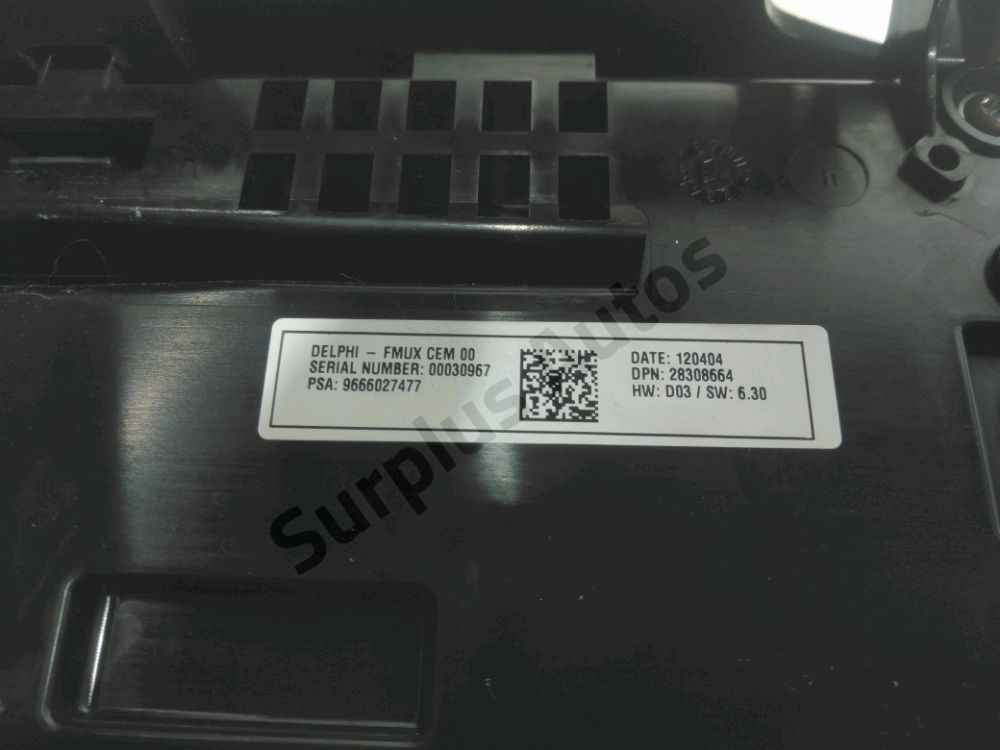 DELPHI - FMUX CEM 00
SERIAL NUMBER: 00030967
PSA: 9666027477
DATE: 120404
DPN: 28308664
HW: D03 / SW: 6.30
Surplus Autos